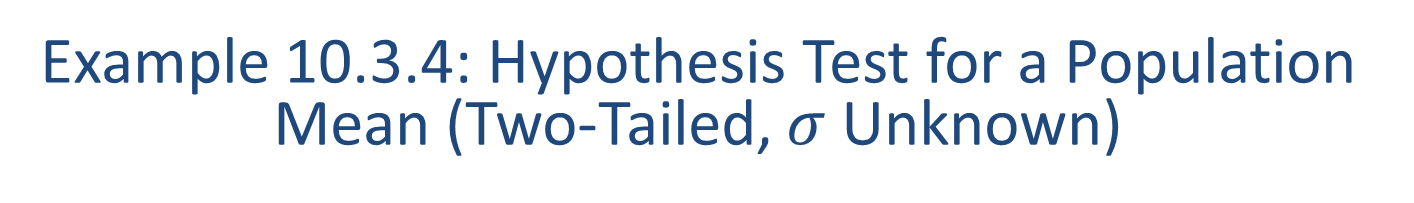 Example 10.3.4: Hypothesis Test for a Population
Mean (Two-Tailed, 𝜎 Unknown)